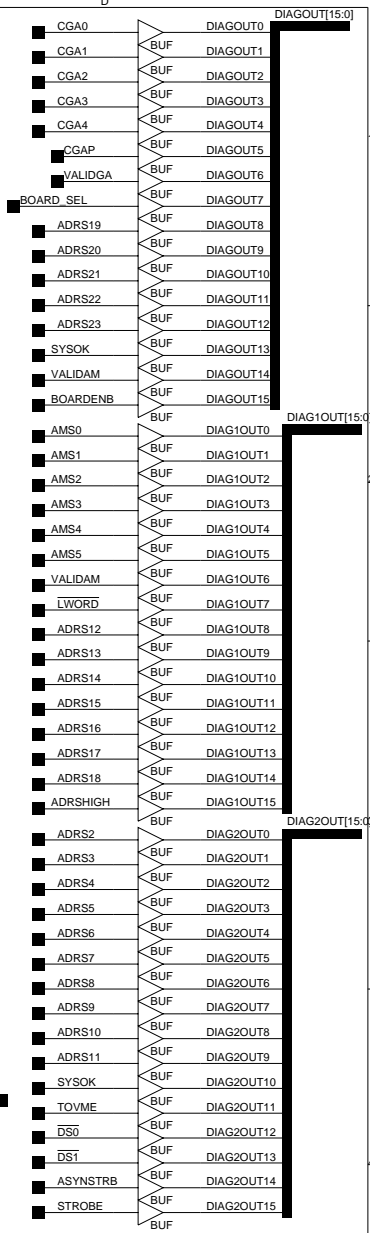 D
DIAGOUT[15:0]
CGA0 BUF DIAGOUT0
CGA1 BUF DIAGOUT1
CGA2 BUF DIAGOUT2
CGA3 BUF DIAGOUT3
CGA4 BUF DIAGOUT4
CGAP BUF DIAGOUT5
VALIDGA BUF DIAGOUT6
BOARD_SEL BUF DIAGOUT7
ADRS19 BUF DIAGOUT8
ADRS20 BUF DIAGOUT9
ADRS21 BUF DIAGOUT10
ADRS22 BUF DIAGOUT11
ADRS23 BUF DIAGOUT12
SYSOK BUF DIAGOUT13
VALIDAM BUF DIAGOUT14
BOARDENB BUF DIAGOUT15
DIAG1OUT[15:0]
AMS0 BUF DIAG1OUT0
AMS1 BUF DIAG1OUT1
AMS2 BUF DIAG1OUT2
AMS3 BUF DIAG1OUT3
AMS4 BUF DIAG1OUT4
AMS5 BUF DIAG1OUT5
VALIDAM BUF DIAG1OUT6
LWORD BUF DIAG1OUT7
ADRS12 BUF DIAG1OUT8
ADRS13 BUF DIAG1OUT9
ADRS14 BUF DIAG1OUT10
ADRS15 BUF DIAG1OUT11
ADRS16 BUF DIAG1OUT12
ADRS17 BUF DIAG1OUT13
ADRS18 BUF DIAG1OUT14
ADRSHIGH BUF DIAG1OUT15
DIAG2OUT[15:0]
ADRS2 BUF DIAG2OUT0
ADRS3 BUF DIAG2OUT1
ADRS4 BUF DIAG2OUT2
ADRS5 BUF DIAG2OUT3
ADRS6 BUF DIAG2OUT4
ADRS7 BUF DIAG2OUT5
ADRS8 BUF DIAG2OUT6
ADRS9 BUF DIAG2OUT7
ADRS10 BUF DIAG2OUT8
ADRS11 BUF DIAG2OUT9
SYSOK BUF DIAG2OUT10
TOVME BUF DIAG2OUT11
DS0 BUF DIAG2OUT12
DS1 BUF DIAG2OUT13
ASYNSTRB BUF DIAG2OUT14
STROBE BUF DIAG2OUT15